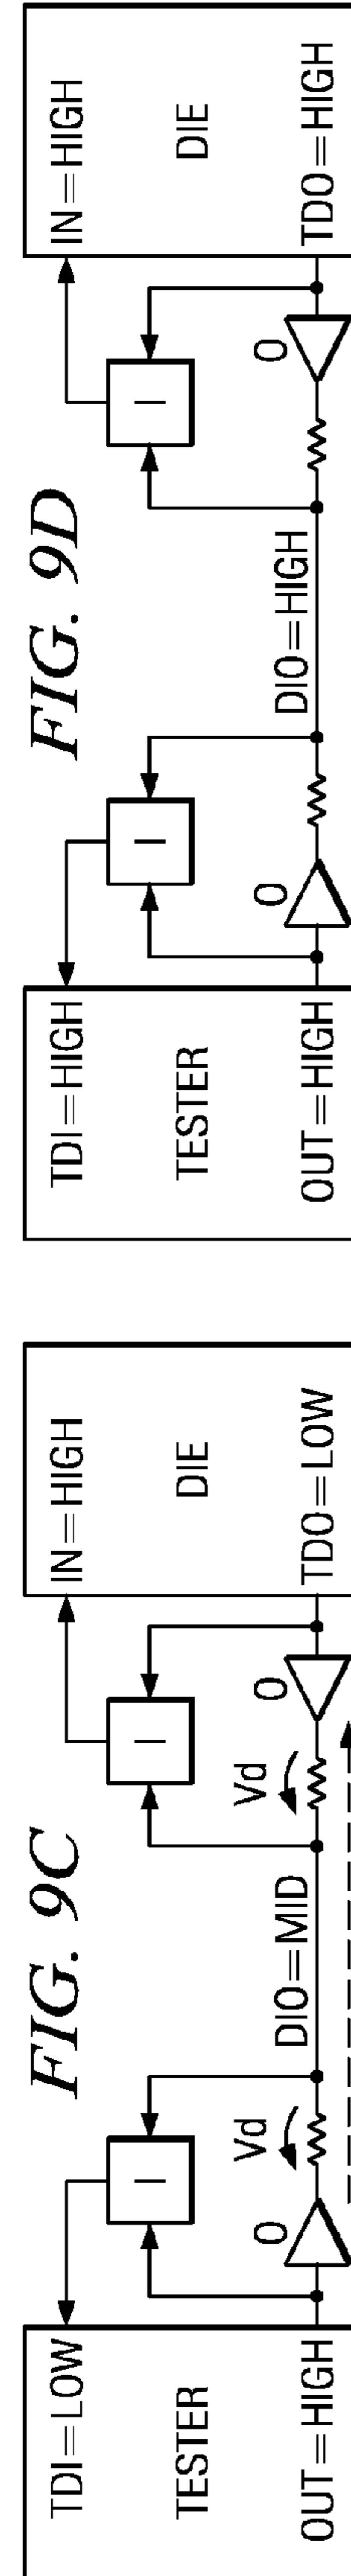 FIG. 9C
TDI=LOW
TESTER
OUT=HIGH
I
O
Vd
DIO=MID
I
Vd
O
IN=HIGH
DIE
TDO=LOW
FIG. 9D
TDI=HIGH
TESTER
OUT=HIGH
I
O
DIO=HIGH
I
O
IN=HIGH
DIE
TDO=HIGH